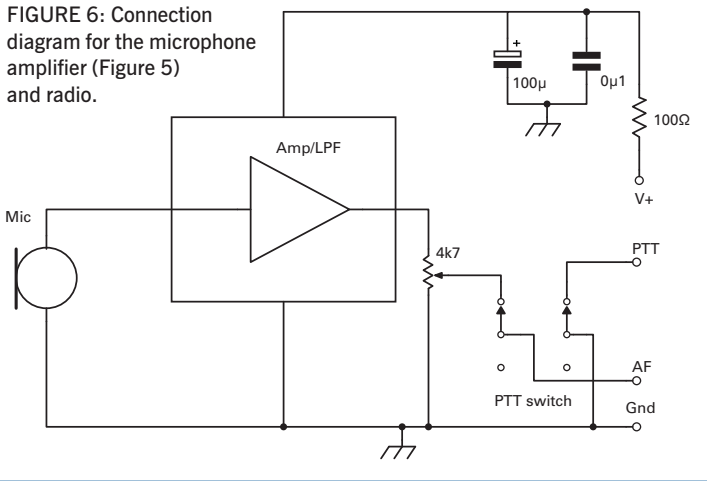 FIGURE 6: Connection
diagram for the microphone
amplifier (Figure 5)
and radio.
+
100µ
0µ1
100Ω
V+
Amp/LPF
Mic
4k7
PTT
AF
PTT switch
Gnd